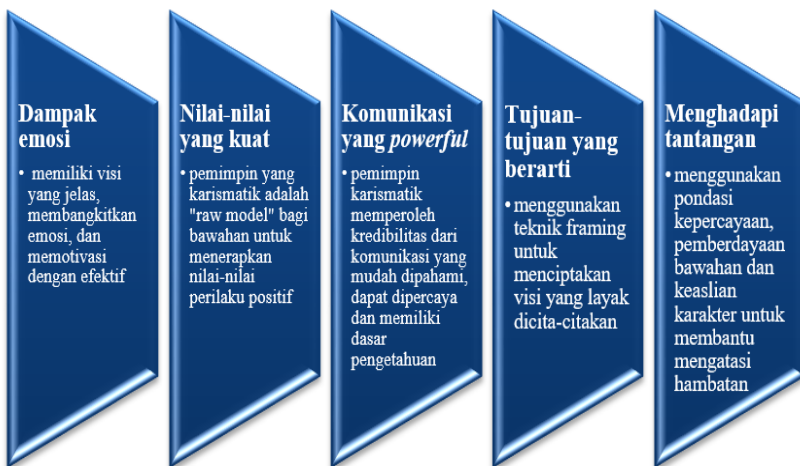 Dampak
emosi
• memiliki visi
yang jelas,
membangkitkan
emosi, dan
memotivasi
dengan efektif
Nilai-nilai
yang kuat
• pemimpin yang
karismatik adalah
"raw model" bagi
bawahan untuk
menerapkan
nilai-nilai
perilaku positif
Komunikasi
yang powerful
• pemimpin
karismatik
memperoleh
kredibilitas dari
komunikasi yang
mudah dipahami,
dapat dipercaya
dan memiliki
dasar
pengetahuan
Tujuan-
tujuan yang
berarti
• menggunakan
teknik framing
untuk
menciptakan
visi yang layak
dicita-citakan
Menghadapi
tantangan
• menggunakan
pondasi
kepercayaan,
pemberdayaan
bawahan dan
keaslian
karakter untuk
membantu
mengatasi
hambatan